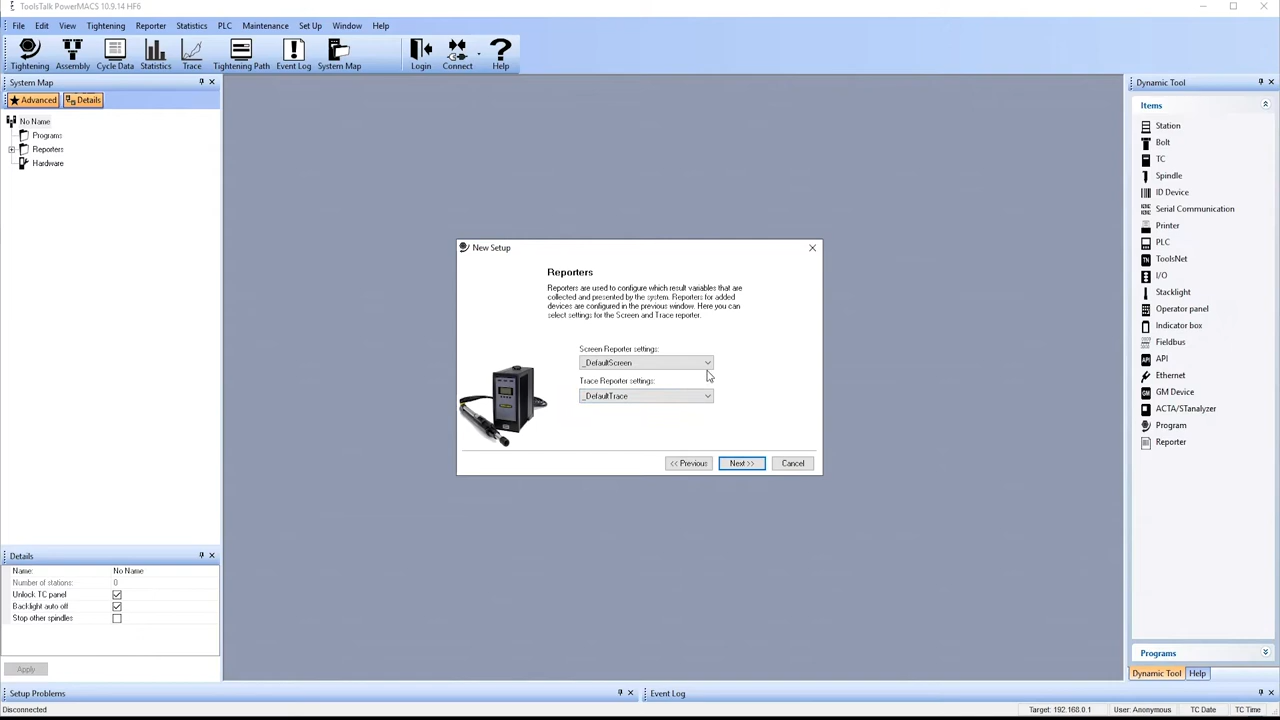 ToolsTalk PowerMACS 10.9.14 HF6
File Edit View Tightening Reporter Statistics PLC Maintenance Set Up Window Help
Tightening Assembly Cycle Data Statistics Trace Tightening Path Event Log System Map Login Connect Help
System Map
Advanced Details
No Name
Programs
Reporters
Hardware
New Setup
Reporters
Reporters are used to configure which result variables that are
collected and presented by the system. Reporters for added
devices are configured in the previous window. Here you can
select settings for the Screen and Trace reporter.
Screen Reporter settings:
_DefaultScreen
Trace Reporter settings:
_DefaultTrace
<< Previous Next >> Cancel
Dynamic Tool
Items
Station
Bolt
TC
Spindle
ID Device
Serial Communication
Printer
PLC
TN ToolsNet
I/O
Stacklight
Operator panel
Indicator box
Fieldbus
API
Ethernet
GM Device
ACTA/STanalyzer
Program
Reporter
Programs
Dynamic Tool Help
Details
Name: No Name
Number of stations: 0
Unlock TC panel
Backlight auto off
Stop other spindles
Apply
Setup Problems
Event Log
Disconnected
Target: 192.168.0.1 User: Anonymous TC Date TC Time